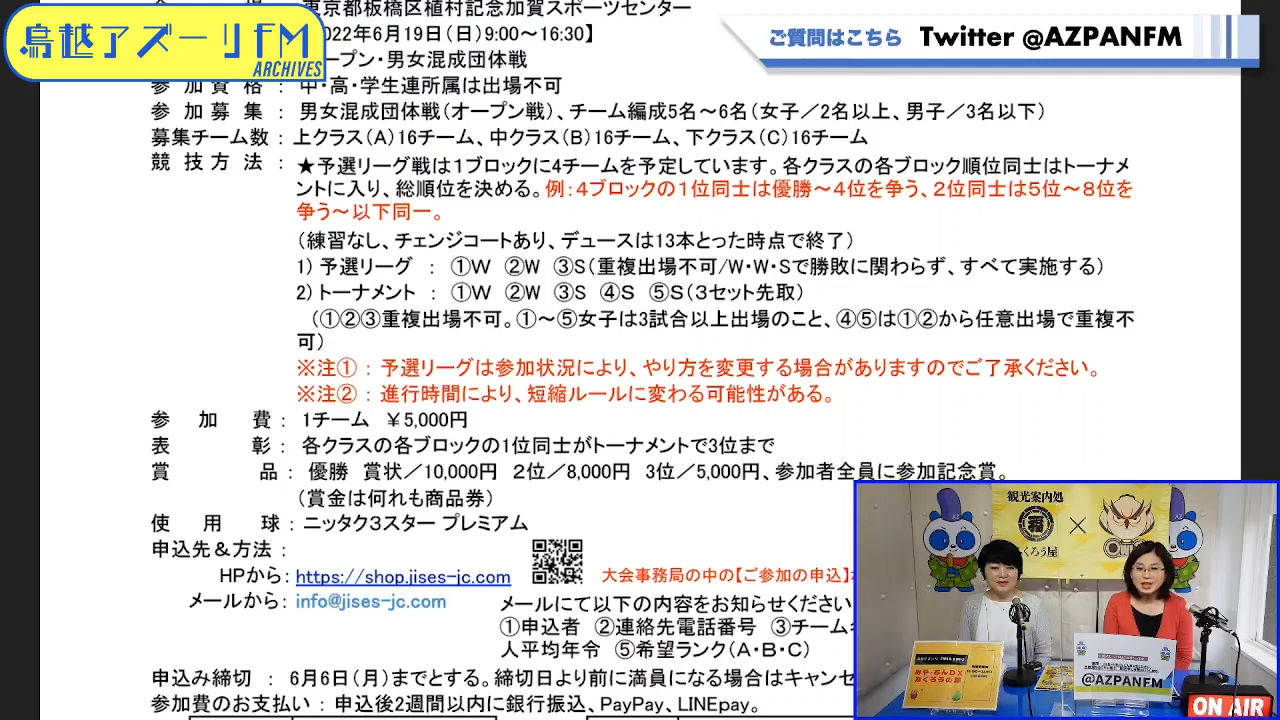 鳥越アズーリFM
ARCHIVES
ご質問はこちら Twitter @AZPANFM
東京都板橋区植村記念加賀スポーツセンター
022年6月19日(日)9:00～16:30】
ープン・男女混成団体戦
参加資格： 中・高・学生連所属は出場不可
参加募集： 男女混成団体戦(オープン戦)、チーム編成5名～6名(女子／2名以上、男子／3名以下)
募集チーム数： 上クラス(A)16チーム、中クラス(B)16チーム、下クラス(C)16チーム
競技方法： ★予選リーグ戦は１ブロックに4チームを予定しています。各クラスの各ブロック順位同士はトーナメ
ントに入り、総順位を決める。例：４ブロックの１位同士は優勝～４位を争う、２位同士は５位～８位を
争う～以下同一。
(練習なし、チェンジコートあり、デュースは13本とった時点で終了)
1) 予選リーグ ： ①W ②W ③S(重複出場不可/W・W・Sで勝敗に関わらず、すべて実施する)
2) トーナメント ： ①W ②W ③S ④S ⑤S(３セット先取)
(①②③重複出場不可。①～⑤女子は3試合以上出場のこと、④⑤は①②から任意出場で重複不
可)
※注①： 予選リーグは参加状況により、やり方を変更する場合がありますのでご了承ください。
※注②： 進行時間により、短縮ルールに変わる可能性がある。
参加費： 1チーム ￥5,000円
表彰： 各クラスの各ブロックの1位同士がトーナメントで3位まで
賞品： 優勝 賞状／10,000円 2位／8,000円 3位／5,000円、参加者全員に参加記念賞。
(賞金は何れも商品券)
使用球： ニッタク3スター プレミアム
申込先＆方法：
HPから： https://shop.jises-jc.com 大会事務局の中の【ご参加の申込】
メールから： info@jises-jc.com メールにて以下の内容をお知らせください
①申込者 ②連絡先電話番号 ③チーム
人平均年令 ⑤希望ランク(A・B・C)
申込み締切： 6月6日(月)までとする。締切日より前に満員になる場合はキャンセ
参加費のお支払い： 申込後2週間以内に銀行振込、PayPay、LINEpay。
観光案内処
福 ×
くろう屋
@AZPANFM
ON AIR